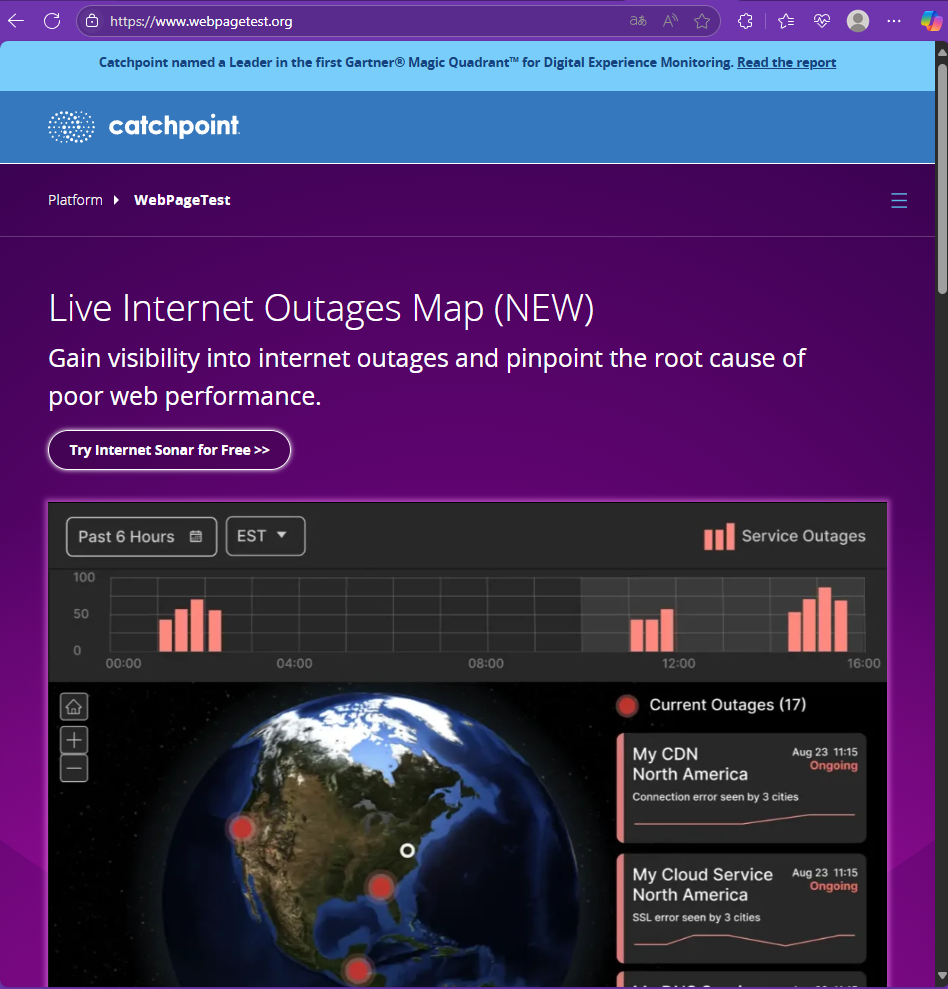 https://www.webpagetest.org
Catchpoint named a Leader in the first Gartner® Magic Quadrant™ for Digital Experience Monitoring. Read the report
catchpoint
Platform WebPageTest
Live Internet Outages Map (NEW)
Gain visibility into internet outages and pinpoint the root cause of
poor web performance.
Try Internet Sonar for Free >>
Past 6 Hours EST Service Outages
100
50
0
00:00 04:00 08:00 12:00 16:00
Current Outages (17)
My CDN Aug 23 11:15
North America Ongoing
Connection error seen by 3 cities
My Cloud Service Aug 23 11:15
North America Ongoing
SSL error seen by 3 cities